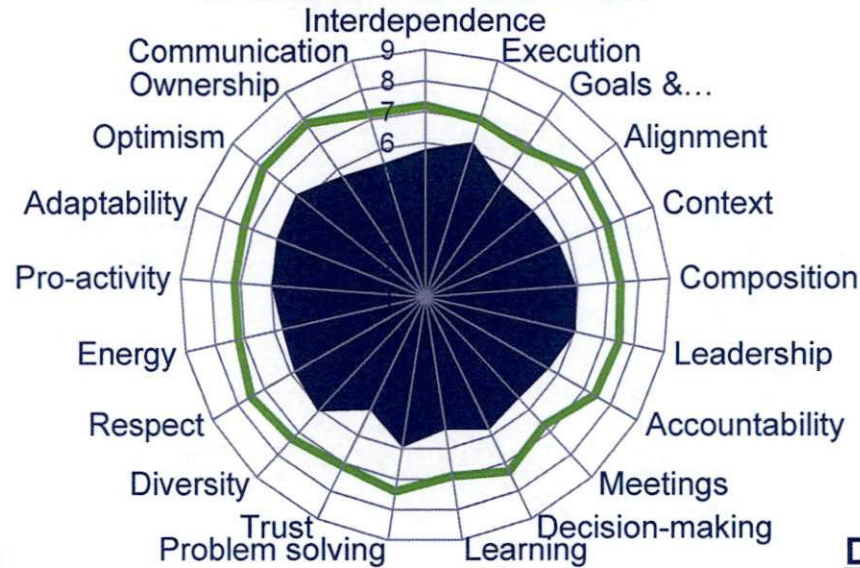 Interdependence
Communication
Execution
Ownership
Goals &...
Optimism
Alignment
Adaptability
Context
Pro-activity
Composition
Energy
Leadership
Respect
Accountability
Diversity
Meetings
Trust
Decision-making
Problem solving
Learning
9
8
7
6
D